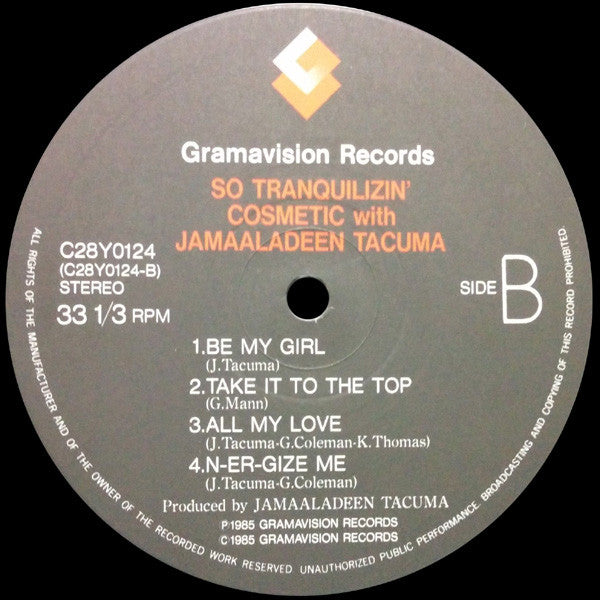 Gramavision Records
SO TRANQUILIZIN'
COSMETIC with
JAMAALADEEN TACUMA
C28Y0124
(C28Y0124-B)
STEREO
33 1/3 RPM
SIDE B
1.BE MY GIRL
(J.Tacuma)
2.TAKE IT TO THE TOP
(G.Mann)
3.ALL MY LOVE
(J.Tacuma-G.Coleman-K.Thomas)
4.N-ER-GIZE ME
(J.Tacuma-G.Coleman)
Produced by JAMAALADEEN TACUMA
℗1985 GRAMAVISION RECORDS
©1985 GRAMAVISION RECORDS
ALL RIGHTS OF THE MANUFACTURER AND OF THE OWNER OF THE RECORDED WORK RESERVED UNAUTHORIZED PUBLIC PERFORMANCE, BROADCASTING AND COPYING OF THIS RECORD PROHIBITED.